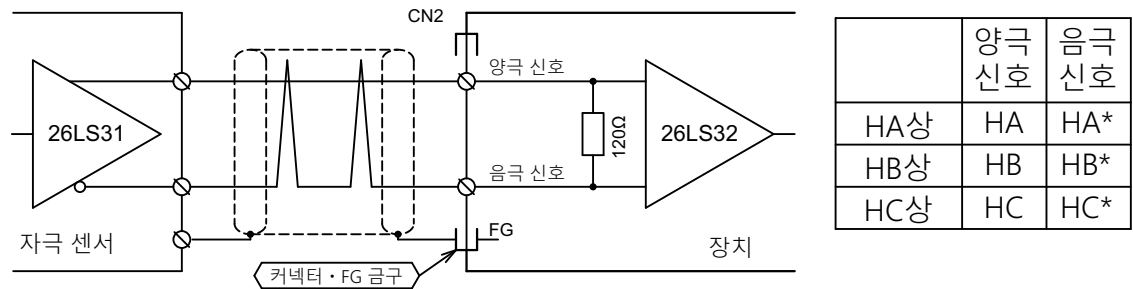 CN2
양극 신호
26LS31
120Ω
26LS32
음극 신호
자극 센서
FG
장치
커넥터・FG 금구
양극 신호 음극 신호
HA상 HA HA*
HB상 HB HB*
HC상 HC HC*